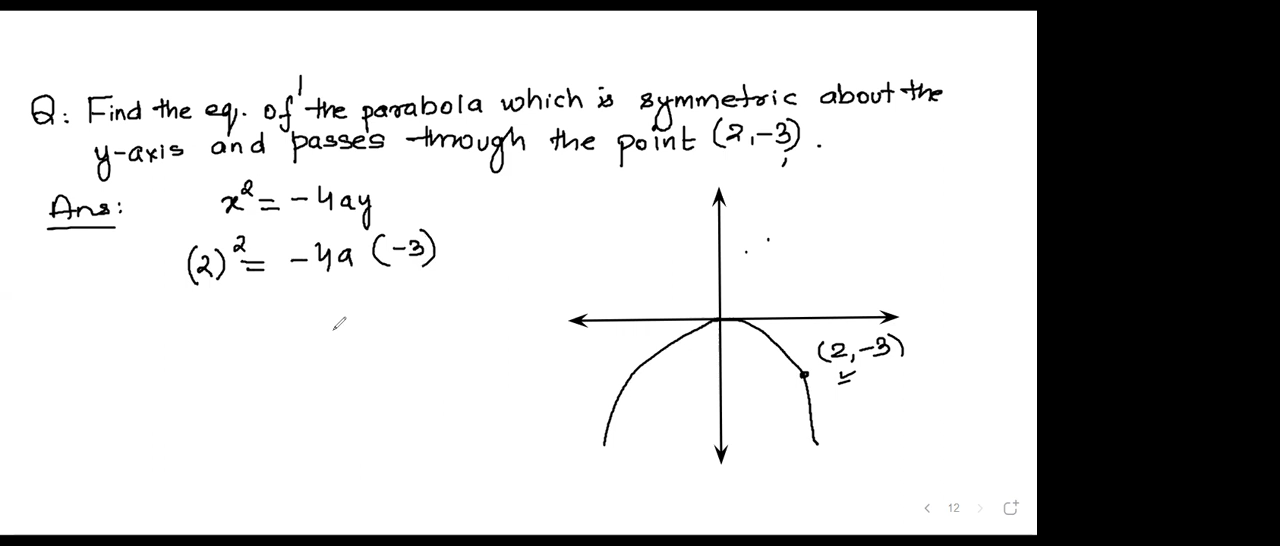 Q: Find the eq. of the parabola which is symmetric about the
y-axis and passes through the point (2,-3).
Ans: x² = -4ay
(2)² = -4a (-3)
(2,-3)
12